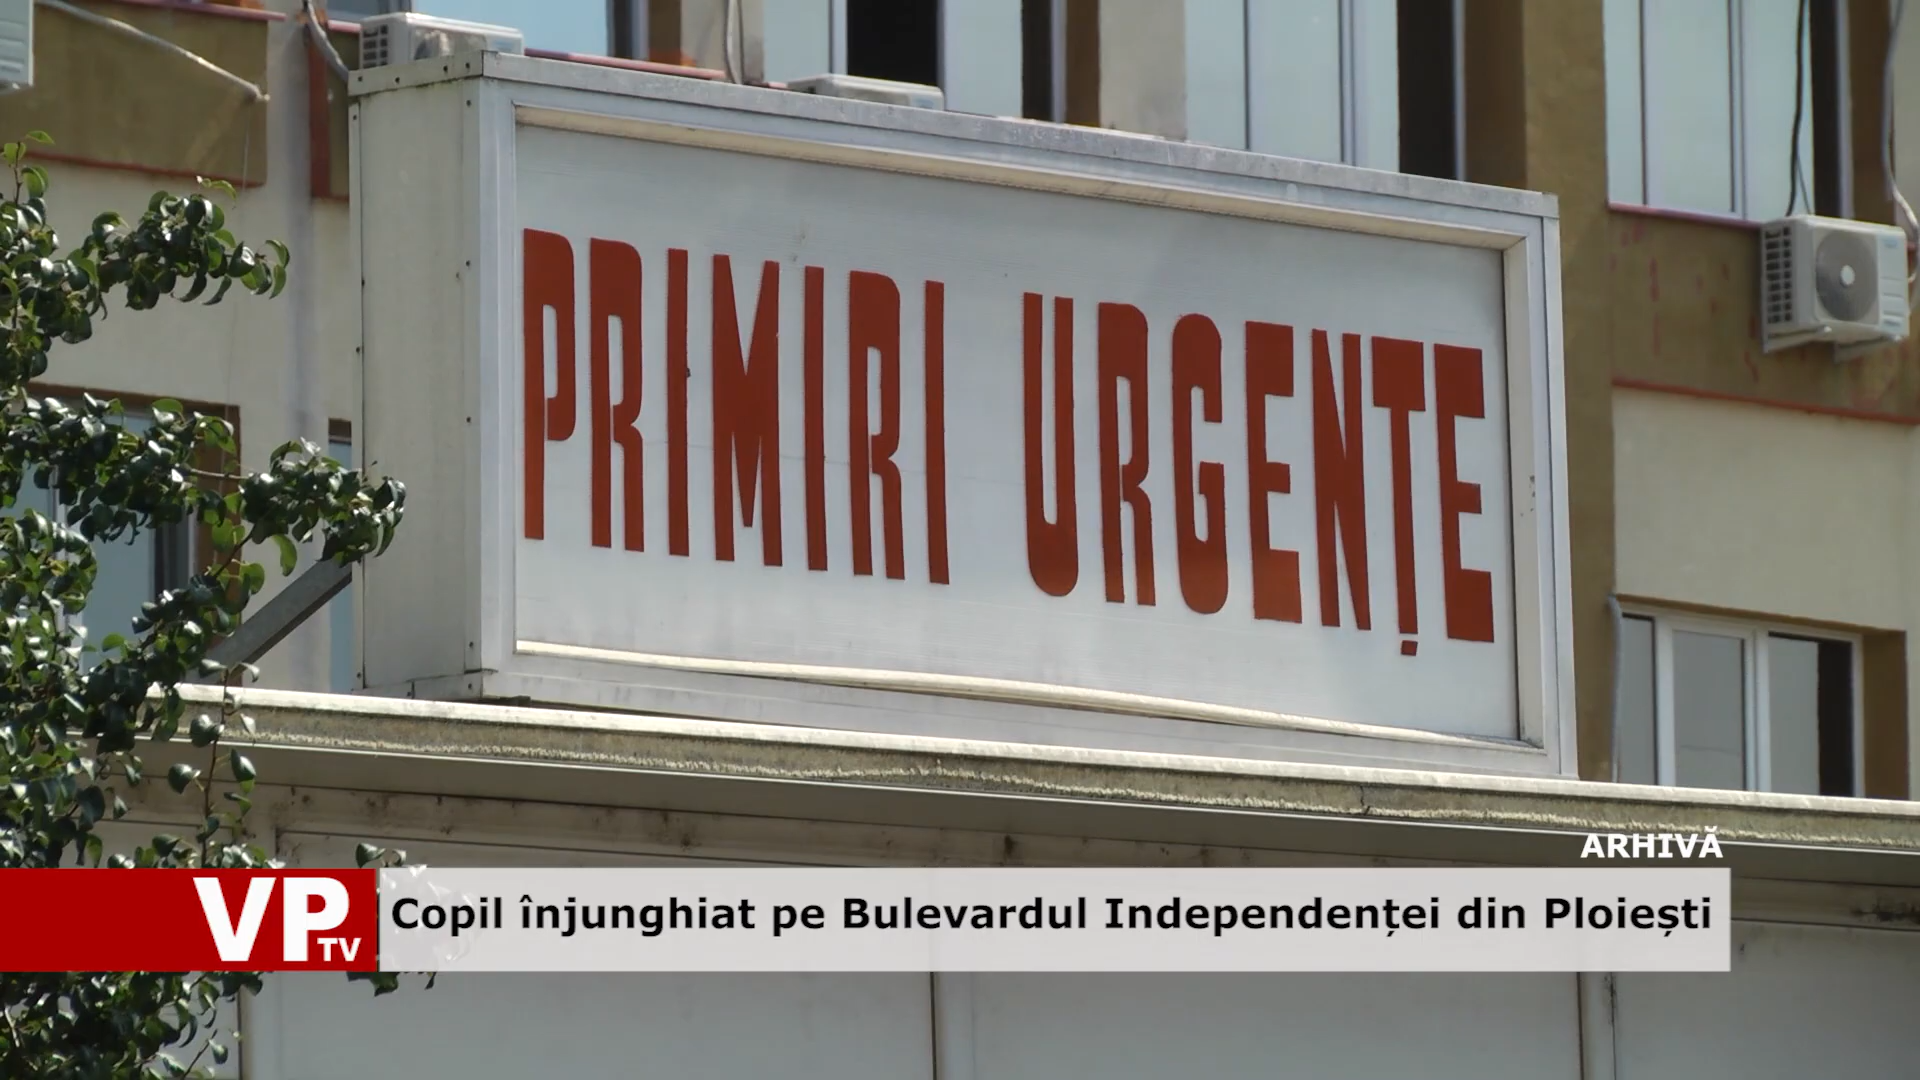 PRIMIRI URGENȚE
ARHIVĂ
VP TV
Copil înjunghiat pe Bulevardul Independenței din Ploiești